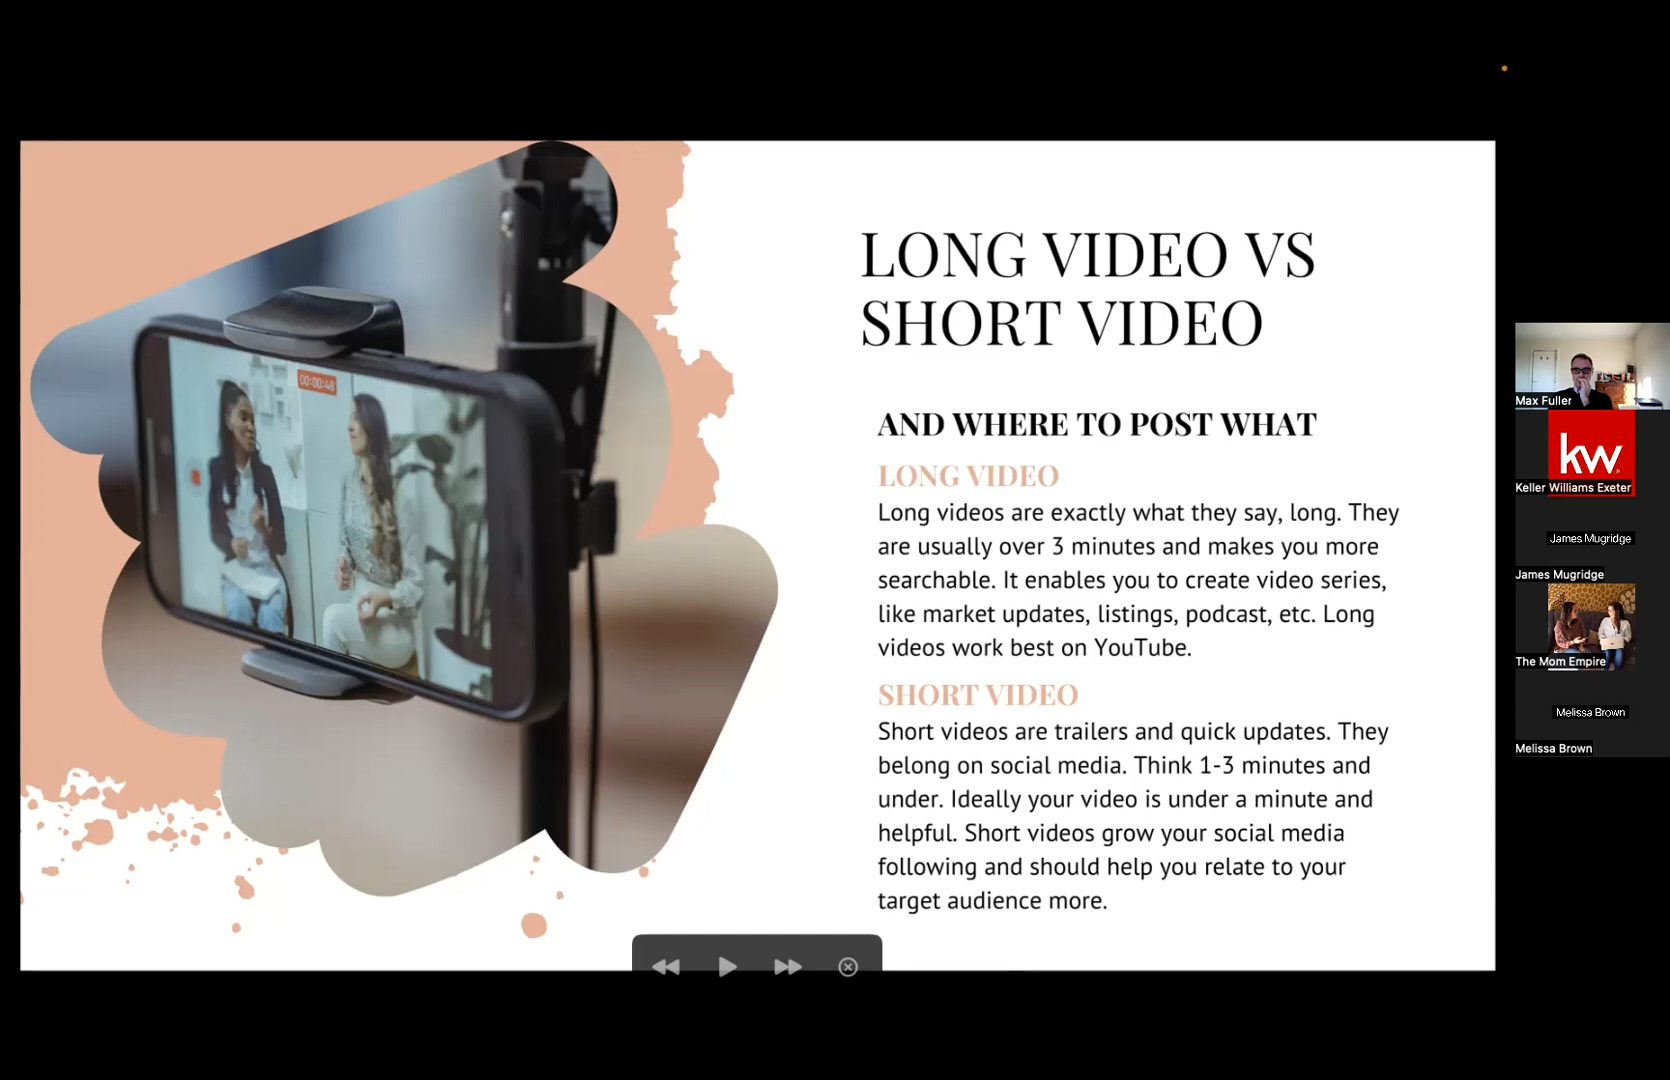 LONG VIDEO VS
SHORT VIDEO
AND WHERE TO POST WHAT
LONG VIDEO
Long videos are exactly what they say, long. They
are usually over 3 minutes and makes you more
searchable. It enables you to create video series,
like market updates, listings, podcast, etc. Long
videos work best on YouTube.
SHORT VIDEO
Short videos are trailers and quick updates. They
belong on social media. Think 1-3 minutes and
under. Ideally your video is under a minute and
helpful. Short videos grow your social media
following and should help you relate to your
target audience more.
00:00:48
Max Fuller
kw
Keller Williams Exeter
James Mugridge
James Mugridge
The Mom Empire
Melissa Brown
Melissa Brown